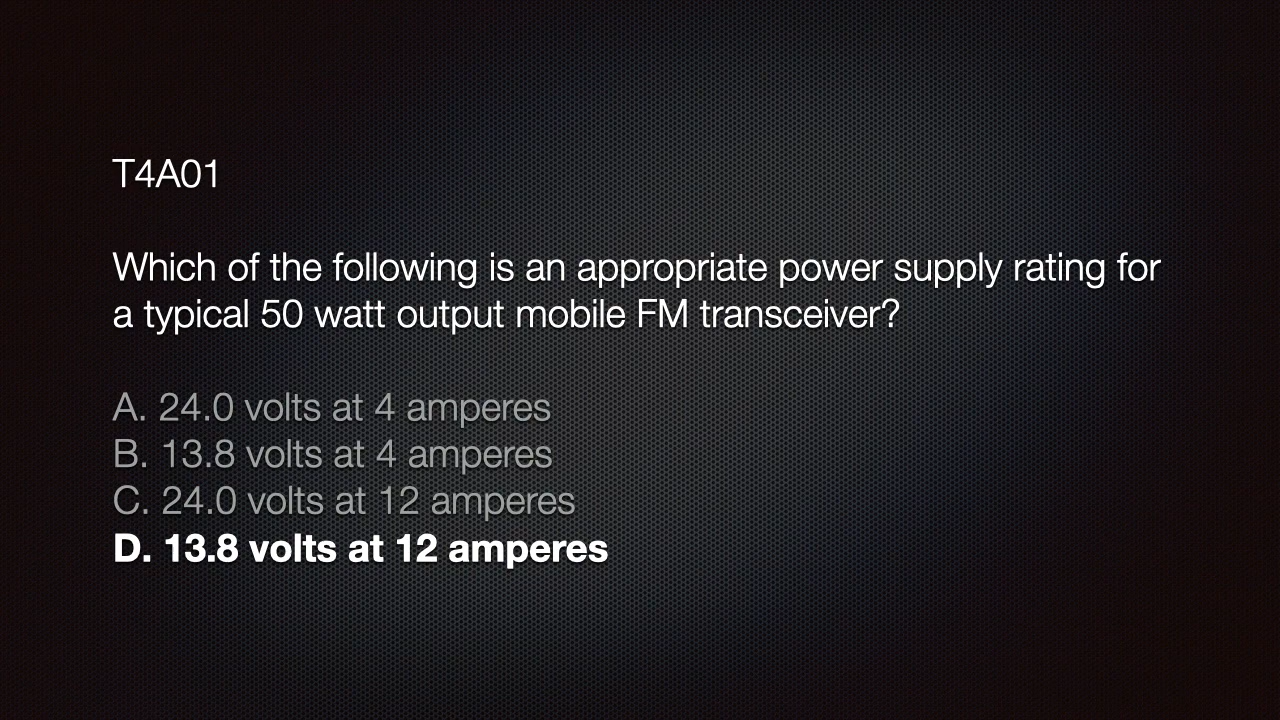 T4A01
Which of the following is an appropriate power supply rating for
a typical 50 watt output mobile FM transceiver?
A. 24.0 volts at 4 amperes
B. 13.8 volts at 4 amperes
C. 24.0 volts at 12 amperes
D. 13.8 volts at 12 amperes